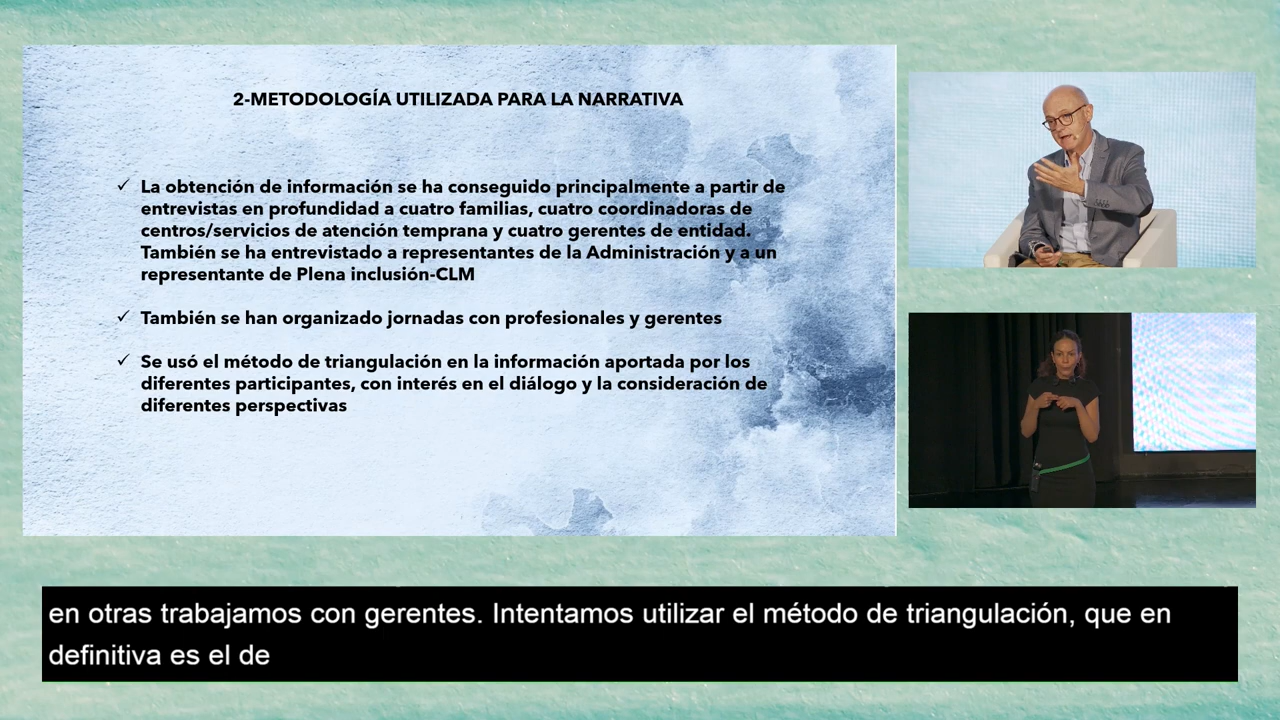 2-METODOLOGÍA UTILIZADA PARA LA NARRATIVA
✓ La obtención de información se ha conseguido principalmente a partir de
entrevistas en profundidad a cuatro familias, cuatro coordinadoras de
centros/servicios de atención temprana y cuatro gerentes de entidad.
También se ha entrevistado a representantes de la Administración y a un
representante de Plena inclusión-CLM
✓ También se han organizado jornadas con profesionales y gerentes
✓ Se usó el método de triangulación en la información aportada por los
diferentes participantes, con interés en el diálogo y la consideración de
diferentes perspectivas
en otras trabajamos con gerentes. Intentamos utilizar el método de triangulación, que en
definitiva es el de